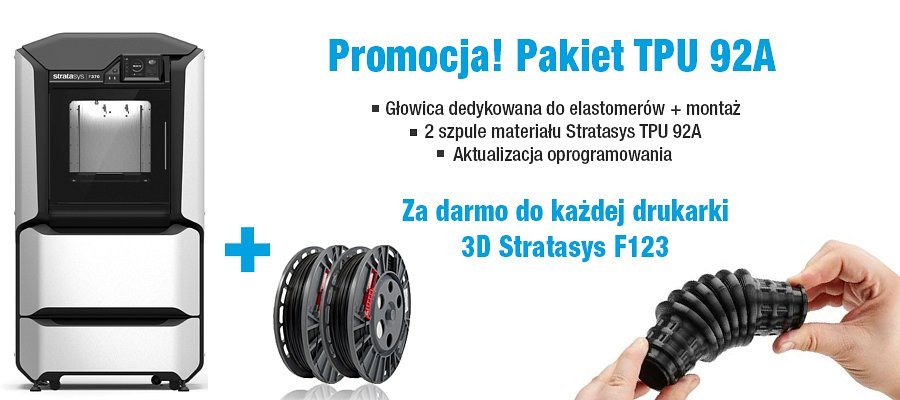 Promocja! Pakiet TPU 92A
▪ Głowica dedykowana do elastomerów + montaż
▪ 2 szpule materiału Stratasys TPU 92A
▪ Aktualizacja oprogramowania
Za darmo do każdej drukarki
3D Stratasys F123
stratasys | F370
+